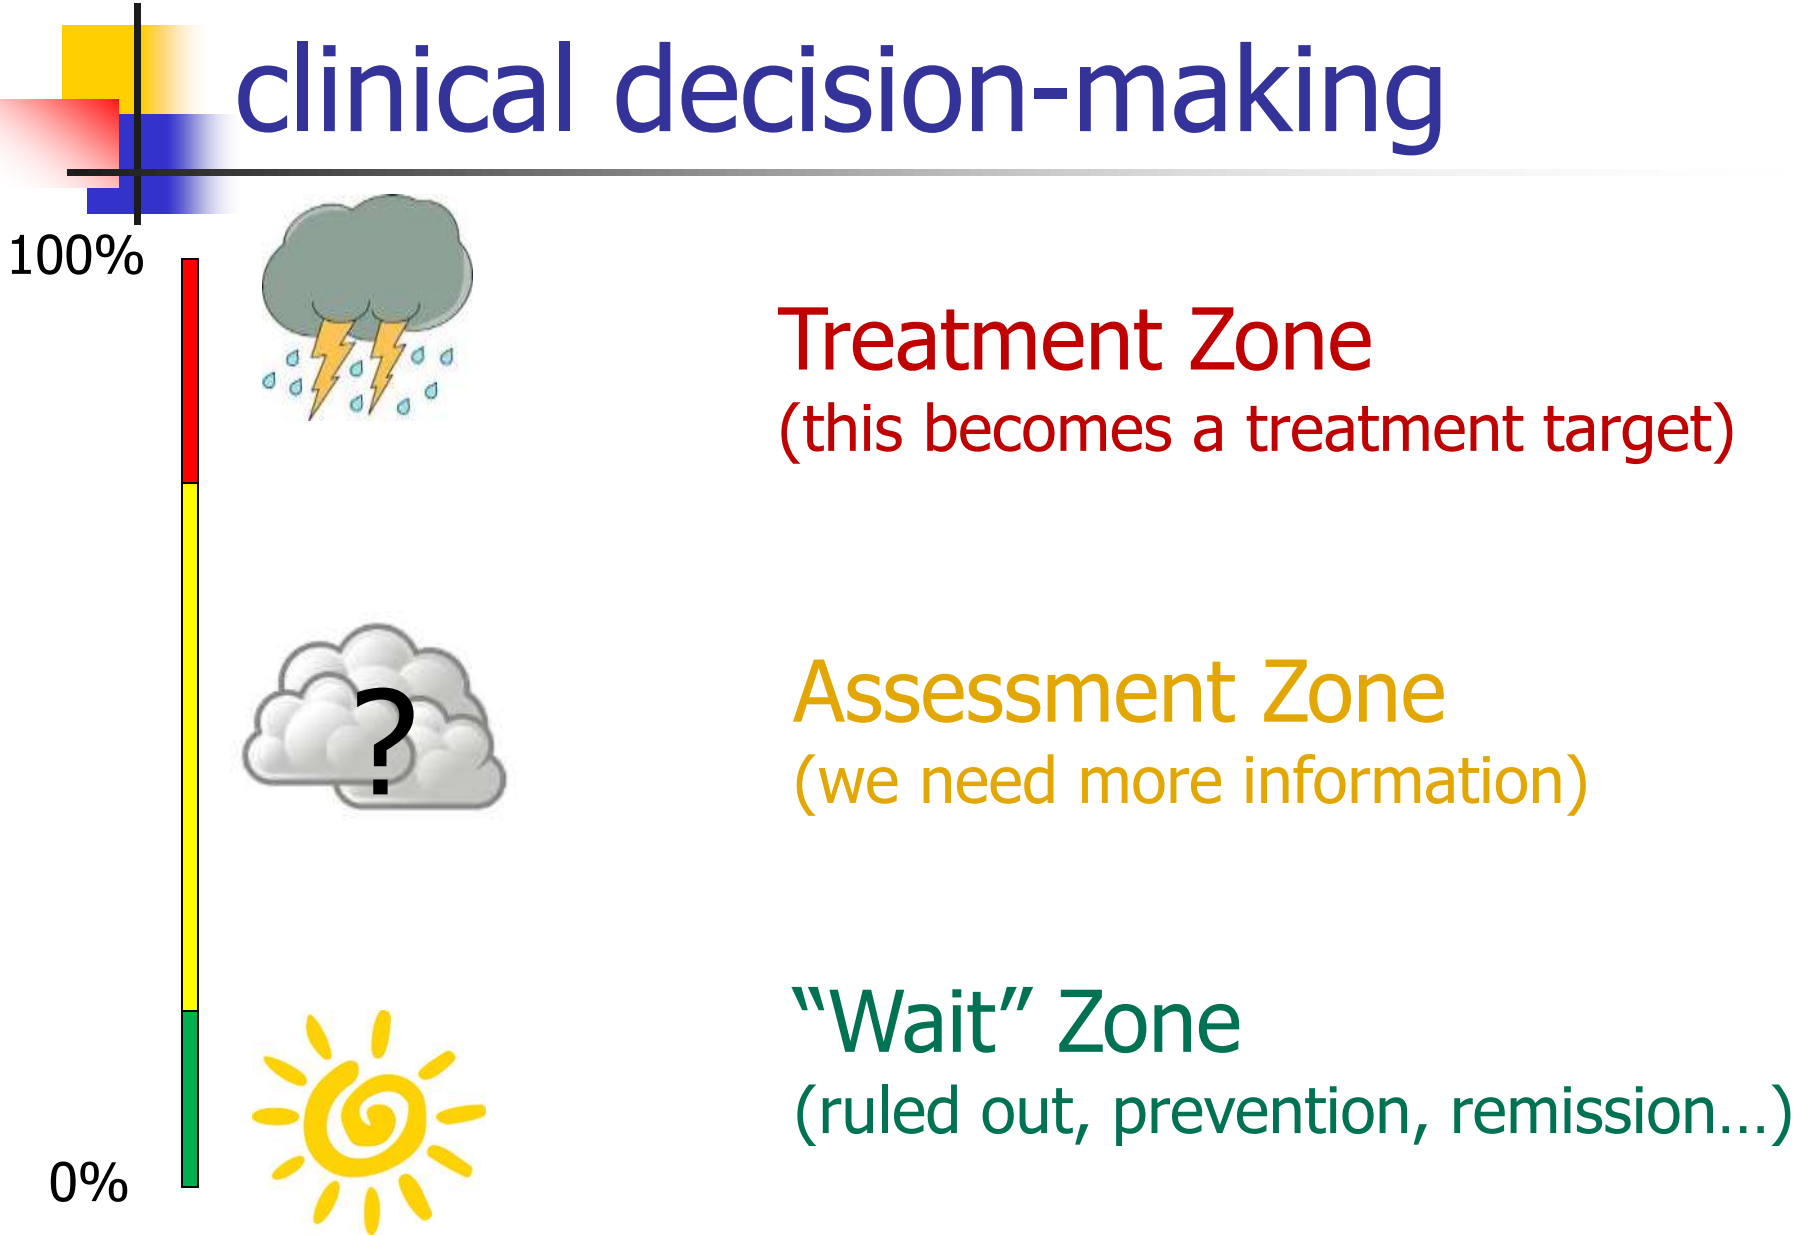 clinical decision-making
100%
Treatment Zone
(this becomes a treatment target)
?
Assessment Zone
(we need more information)
“Wait” Zone
(ruled out, prevention, remission…)
0%